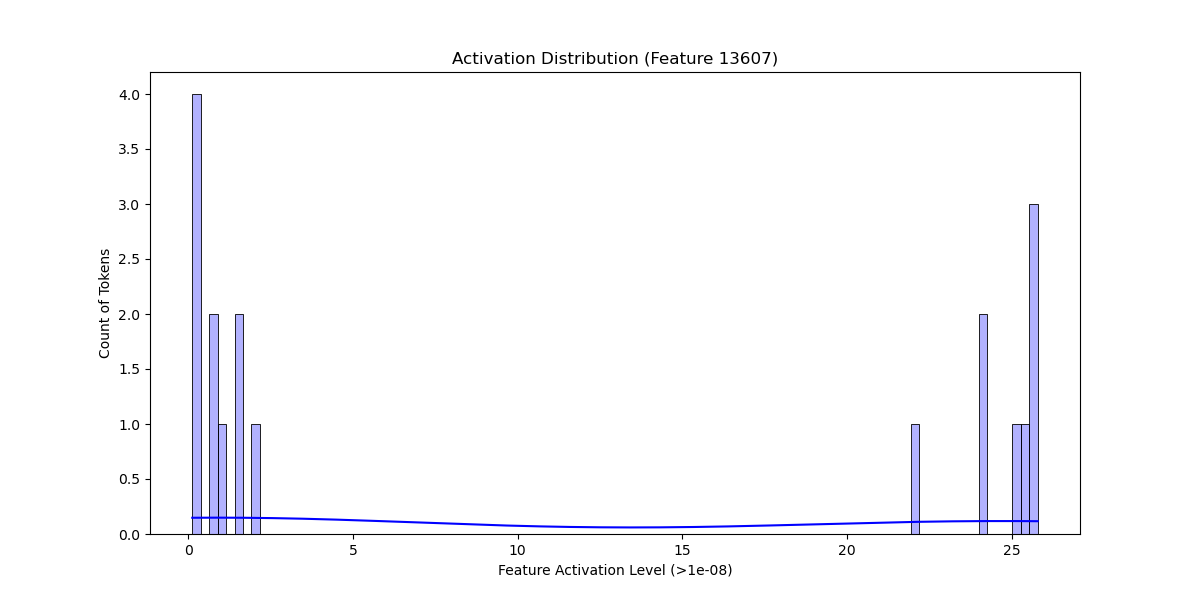 Activation Distribution (Feature 13607)
4.0
3.5
3.0
2.5
2.0
1.5
1.0
0.5
0.0
Count of Tokens
0 5 10 15 20 25
Feature Activation Level (>1e-08)